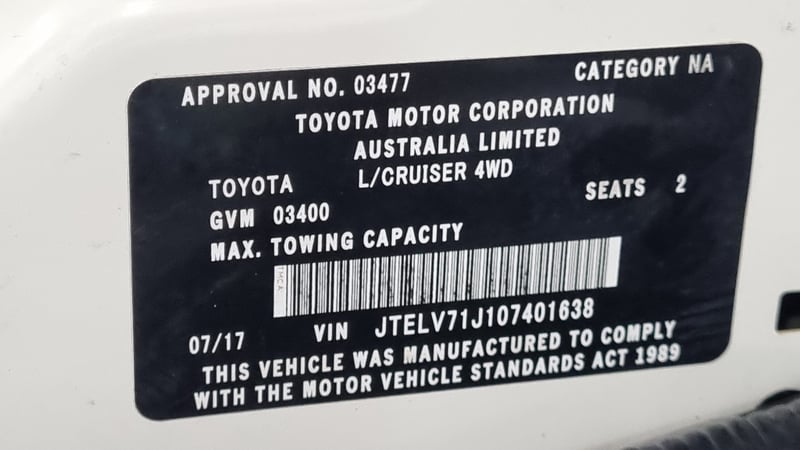 APPROVAL NO. 03477 CATEGORY NA
TOYOTA MOTOR CORPORATION
AUSTRALIA LIMITED
TOYOTA L/CRUISER 4WD
GVM 03400 SEATS 2
MAX. TOWING CAPACITY
TMCA
07/17 VIN JTELV71J107401638
THIS VEHICLE WAS MANUFACTURED TO COMPLY
WITH THE MOTOR VEHICLE STANDARDS ACT 1989